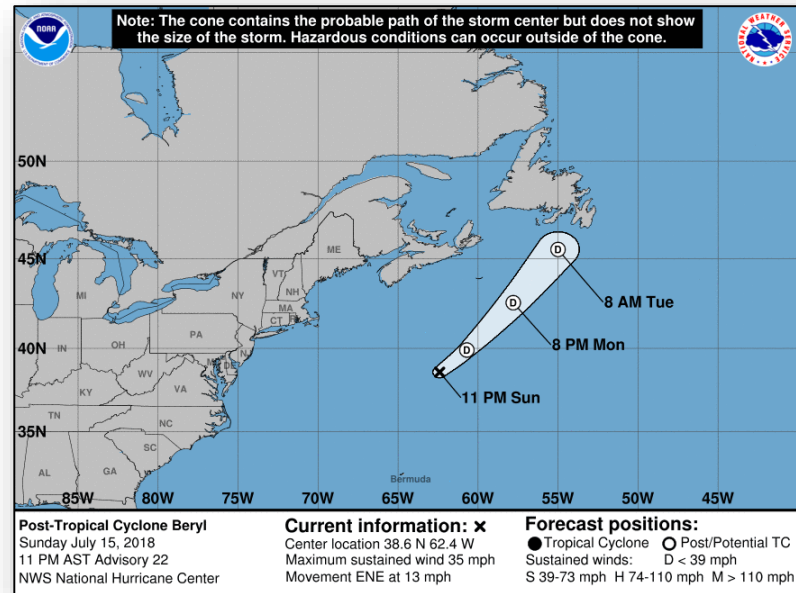 Note: The cone contains the probable path of the storm center but does not show
the size of the storm. Hazardous conditions can occur outside of the cone.
NOAA
50N
45N
40N
35N
ME
VT
NH
MI
NY
MA
CT
PA
NJ
OH
IN
DE
WV
VA
KY
TN
NC
SC
AL
GA
D
8 AM Tue
D
8 PM Mon
D
11 PM Sun
Bermuda
85W
80W
75W
70W
65W
60W
55W
50W
45W
Post-Tropical Cyclone Beryl
Sunday July 15, 2018
11 PM AST Advisory 22
NWS National Hurricane Center
Current information: x
Center location 38.6 N 62.4 W
Maximum sustained wind 35 mph
Movement ENE at 13 mph
Forecast positions:
Tropical Cyclone Post/Potential TC
Sustained winds: D < 39 mph
S 39-73 mph H 74-110 mph M > 110 mph